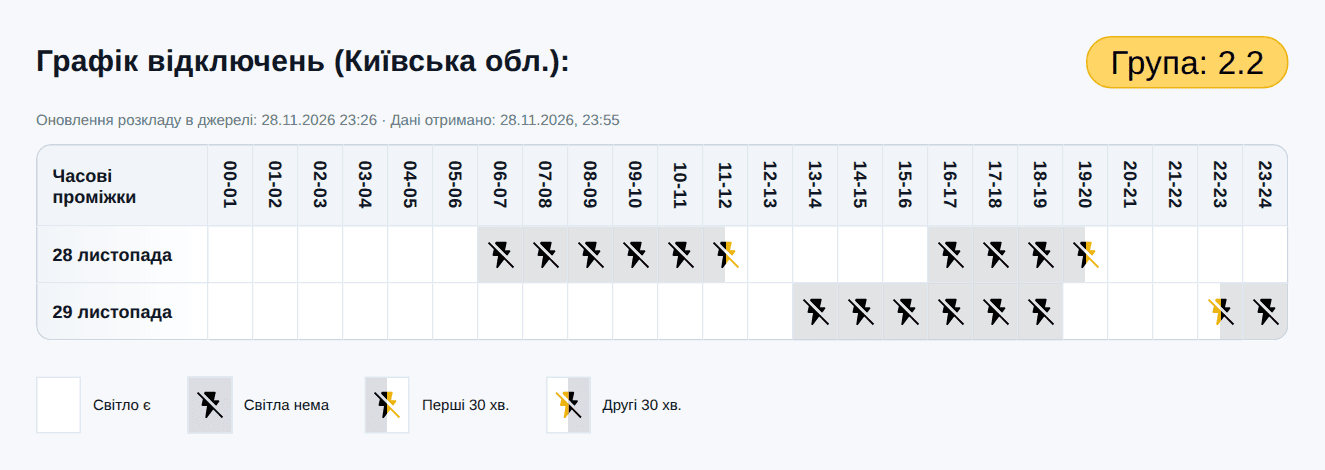 Графік відключень (Київська обл.):
Група: 2.2
Оновлення розкладу в джерелі: 28.11.2026 23:26 · Дані отримано: 28.11.2026, 23:55
Часові
проміжки
00-01
01-02
02-03
03-04
04-05
05-06
06-07
07-08
08-09
09-10
10-11
11-12
12-13
13-14
14-15
15-16
16-17
17-18
18-19
19-20
20-21
21-22
22-23
23-24
28 листопада
29 листопада
Світло є
Світла нема
Перші 30 хв.
Другі 30 хв.